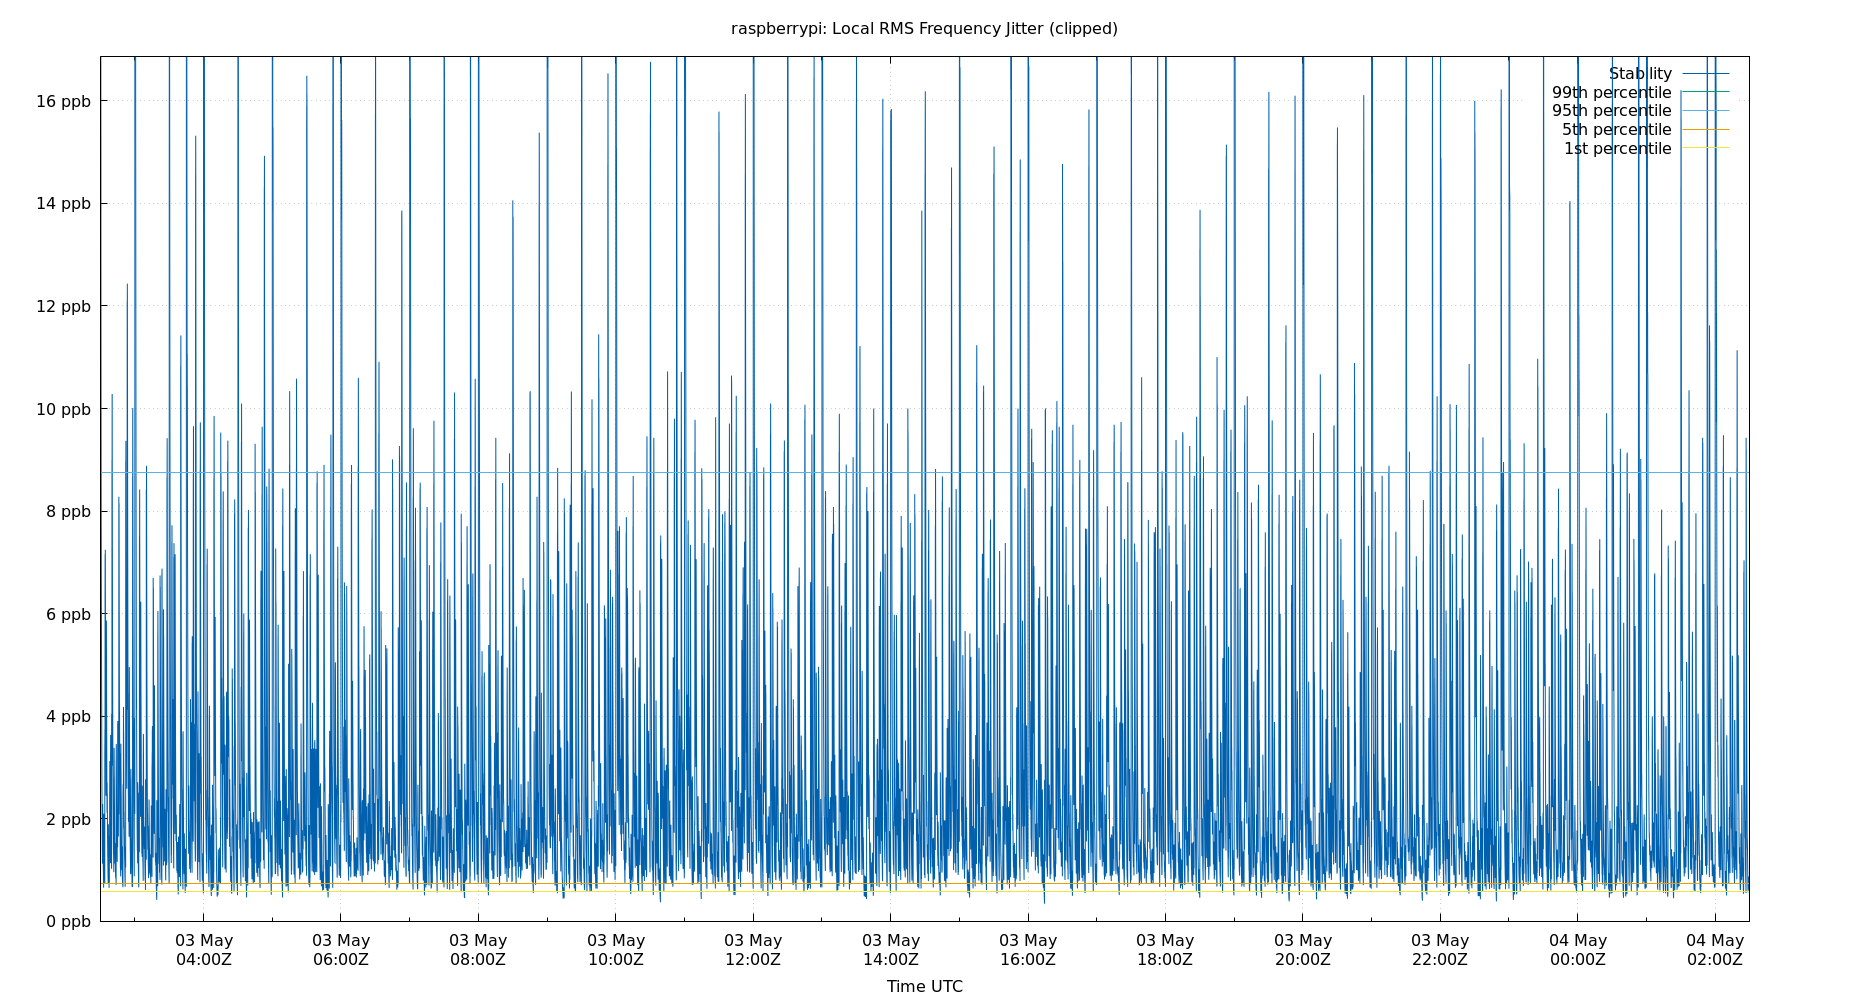 raspberrypi: Local RMS Frequency Jitter (clipped)
Stability
99th percentile
95th percentile
5th percentile
1st percentile
16 ppb
14 ppb
12 ppb
10 ppb
8 ppb
6 ppb
4 ppb
2 ppb
0 ppb
03 May 03 May 03 May 03 May 03 May 03 May 03 May 03 May 03 May 03 May 04 May 04 May
04:00Z 06:00Z 08:00Z 10:00Z 12:00Z 14:00Z 16:00Z 18:00Z 20:00Z 22:00Z 00:00Z 02:00Z
Time UTC